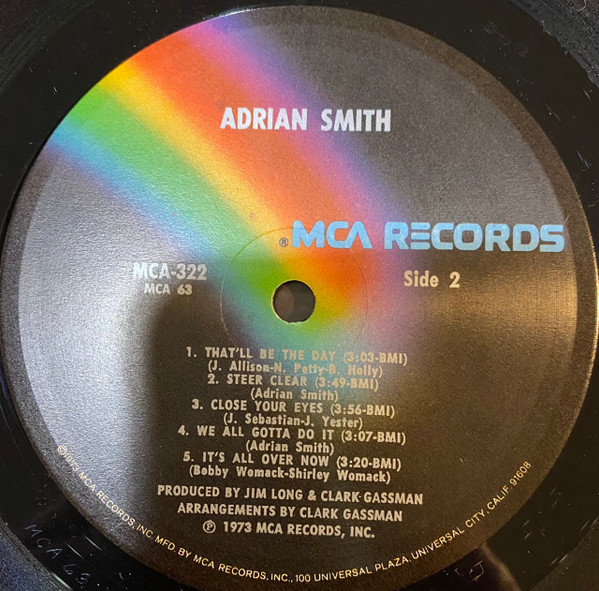 ADRIAN SMITH
® MCA RECORDS
MCA-322
MCA 63
Side 2
1. THAT'LL BE THE DAY (3:03-BMI)
(J. Allison-N. Petty-B. Holly)
2. STEER CLEAR (3:49-BMI)
(Adrian Smith)
3. CLOSE YOUR EYES (3:56-BMI)
(J. Sebastian-J. Yester)
4. WE ALL GOTTA DO IT (3:07-BMI)
(Adrian Smith)
5. IT'S ALL OVER NOW (3:20-BMI)
(Bobby Womack-Shirley Womack)
PRODUCED BY JIM LONG & CLARK GASSMAN
ARRANGEMENTS BY CLARK GASSMAN
℗ 1973 MCA RECORDS, INC.
©1973 MCA RECORDS, INC. MFD. BY MCA RECORDS, INC., 100 UNIVERSAL PLAZA, UNIVERSAL CITY, CALIF. 91608
MCA 63